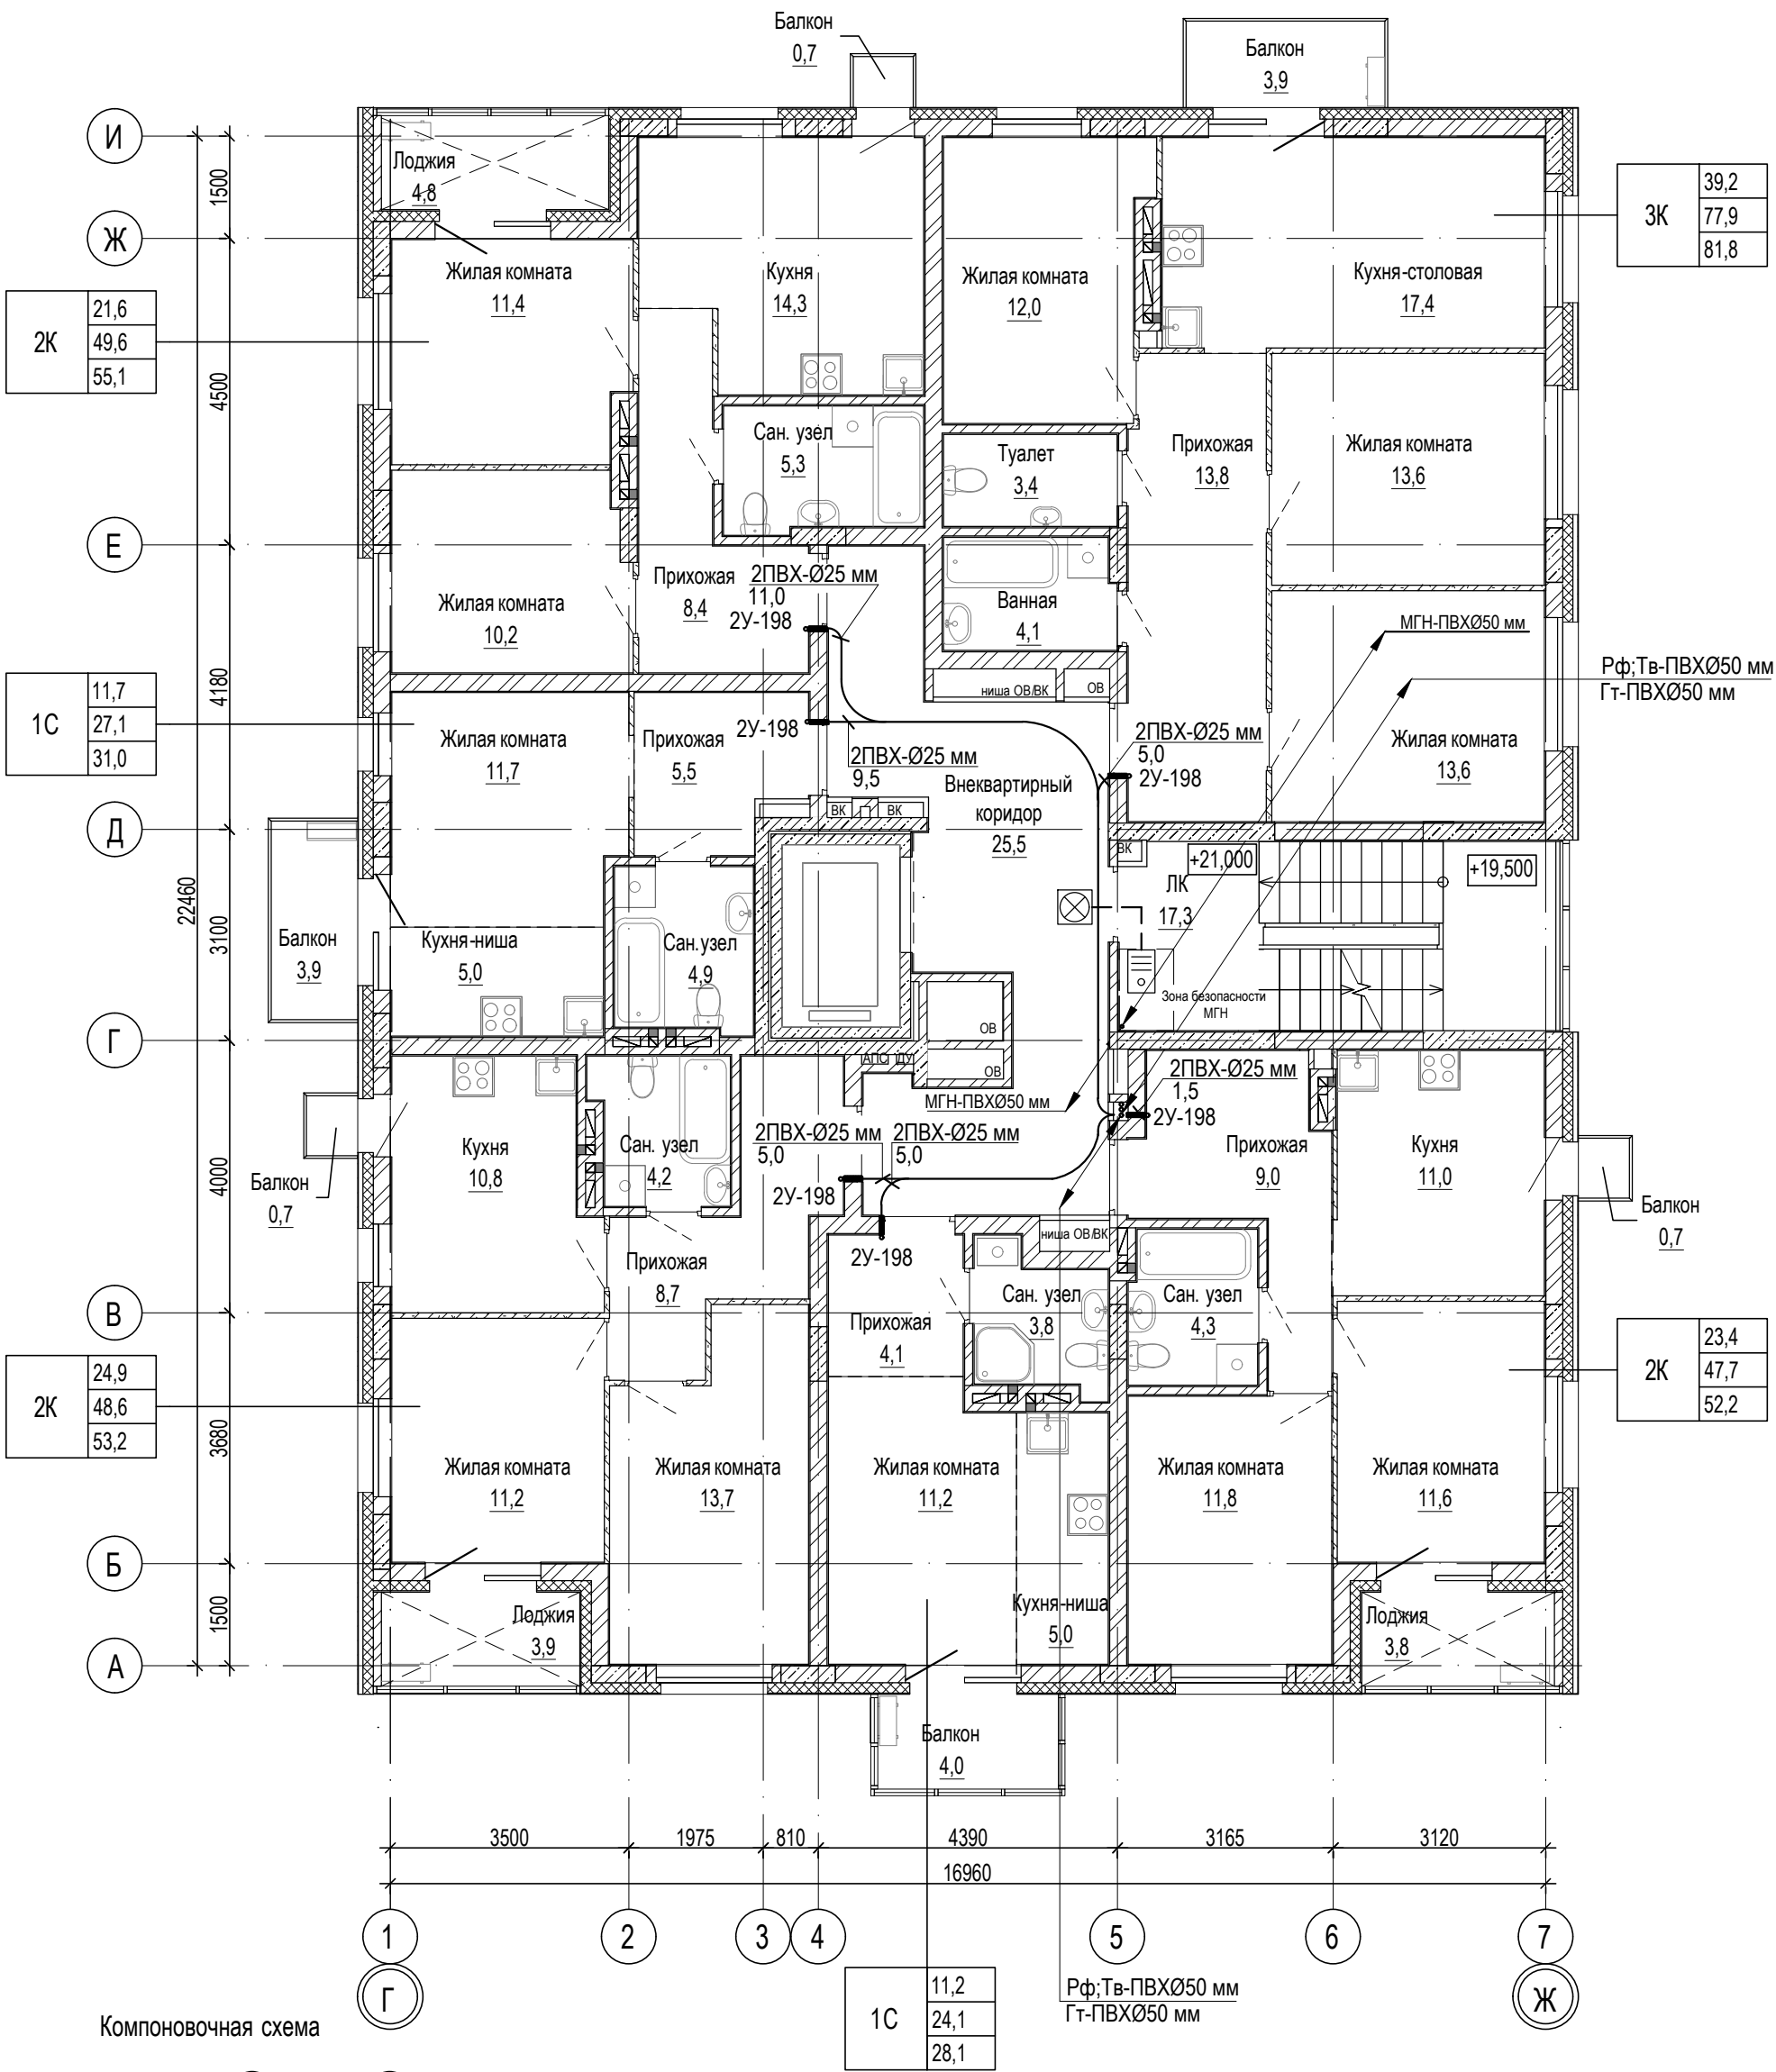 Балкон
0,7
Балкон
3,9
И
Ж
Е
Д
Г
В
Б
А
1500
4500
4180
3100
4000
3680
1500
22460
Лоджия
4,8
Жилая комната
11,4
Кухня
14,3
Жилая комната
12,0
Кухня-столовая
17,4
3К
39,2
77,9
81,8
2К
21,6
49,6
55,1
Сан. узел
5,3
Туалет
3,4
Прихожая
13,8
Жилая комната
13,6
Жилая комната
10,2
Прихожая
8,4
2ПВХ-Ø25 мм
11,0
2У-198
Ванная
4,1
МГН-ПВХØ50 мм
Рф;Тв-ПВХØ50 мм
Гт-ПВХØ50 мм
ниша ОВ/ВК
ОВ
1С
11,7
27,1
31,0
Жилая комната
11,7
Прихожая
5,5
2У-198
2ПВХ-Ø25 мм
9,5
2ПВХ-Ø25 мм
5,0
2У-198
Жилая комната
13,6
Внеквартирный
коридор
25,5
ВК
ВК
ВК
+21,000
+19,500
ЛК
17,3
Зона безопасности
МГН
Балкон
3,9
Кухня-ниша
5,0
Сан.узел
4,9
ОВ
ОВ
АПС
ДУ
МГН-ПВХØ50 мм
2ПВХ-Ø25 мм
1,5
2У-198
2ПВХ-Ø25 мм
5,0
2ПВХ-Ø25 мм
5,0
2У-198
2У-198
Кухня
10,8
Сан. узел
4,2
Прихожая
9,0
Кухня
11,0
Балкон
0,7
Балкон
0,7
ниша ОВ/ВК
Прихожая
8,7
Прихожая
4,1
Сан. узел
3,8
Сан. узел
4,3
2К
24,9
48,6
53,2
2К
23,4
47,7
52,2
Жилая комната
11,2
Жилая комната
13,7
Жилая комната
11,2
Жилая комната
11,8
Жилая комната
11,6
Лоджия
3,9
Кухня-ниша
5,0
Лоджия
3,8
Балкон
4,0
3500
1975
810
4390
3165
3120
16960
1
2
3
4
5
6
7
Г
Ж
1С
11,2
24,1
28,1
Рф;Тв-ПВХØ50 мм
Гт-ПВХØ50 мм
Компоновочная схема